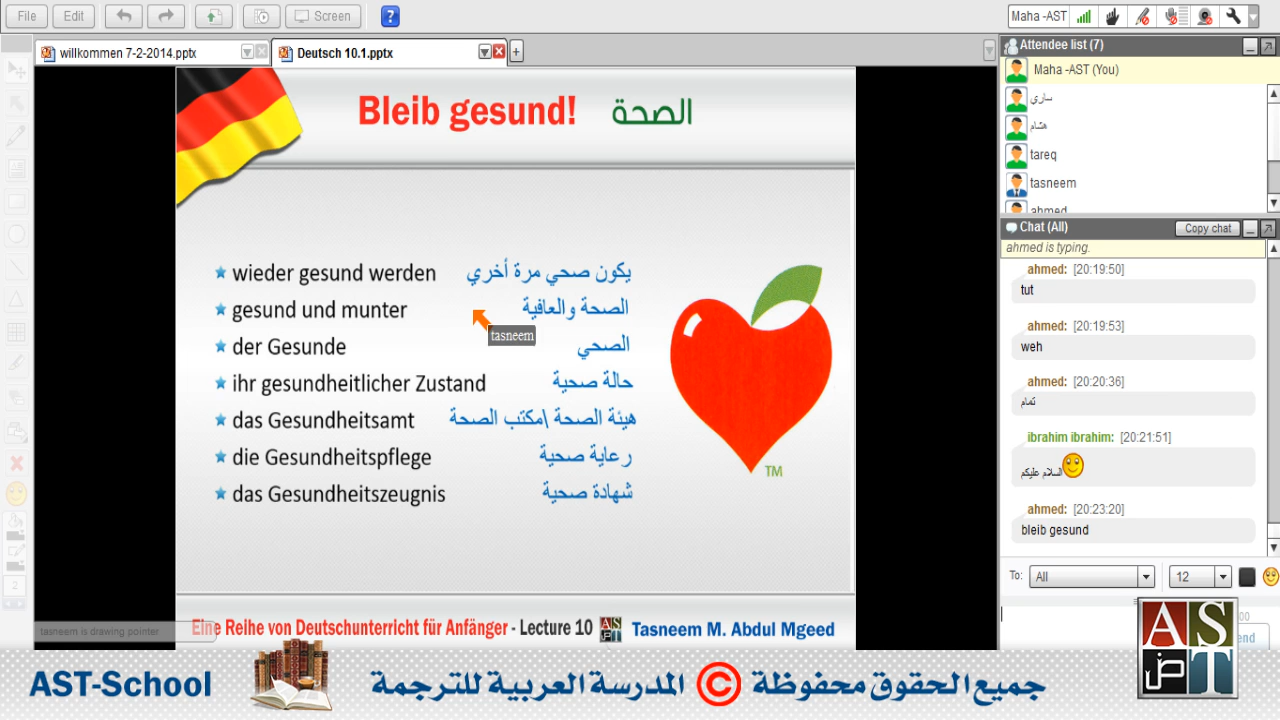 File Edit Screen ? Maha -AST
willkommen 7-2-2014.pptx Deutsch 10.1.pptx +
Attendee list (7)
Maha -AST (You)
ساري
هشام
tareq
tasneem
ahmed
Bleib gesund! الصحة
wieder gesund werden يكون صحي مرة أخري
gesund und munter الصحة والعافية
tasneem
der Gesunde الصحي
ihr gesundheitlicher Zustand حالة صحية
das Gesundheitsamt هيئة الصحة \مكتب الصحة
die Gesundheitspflege رعاية صحية
das Gesundheitszeugnis شهادة صحية
TM
Eine Reihe von Deutschunterricht für Anfänger - Lecture 10 Tasneem M. Abdul Mgeed
tasneem is drawing pointer
2
Chat (All) Copy chat
ahmed is typing.
ahmed: [20:19:50]
tut
ahmed: [20:19:53]
weh
ahmed: [20:20:36]
تمام
ibrahim ibrahim: [20:21:51]
السلام عليكم
ahmed: [20:23:20]
bleib gesund
To: All 12
AST ض
AST-School جميع الحقوق محفوظة © المدرسة العربية للترجمة